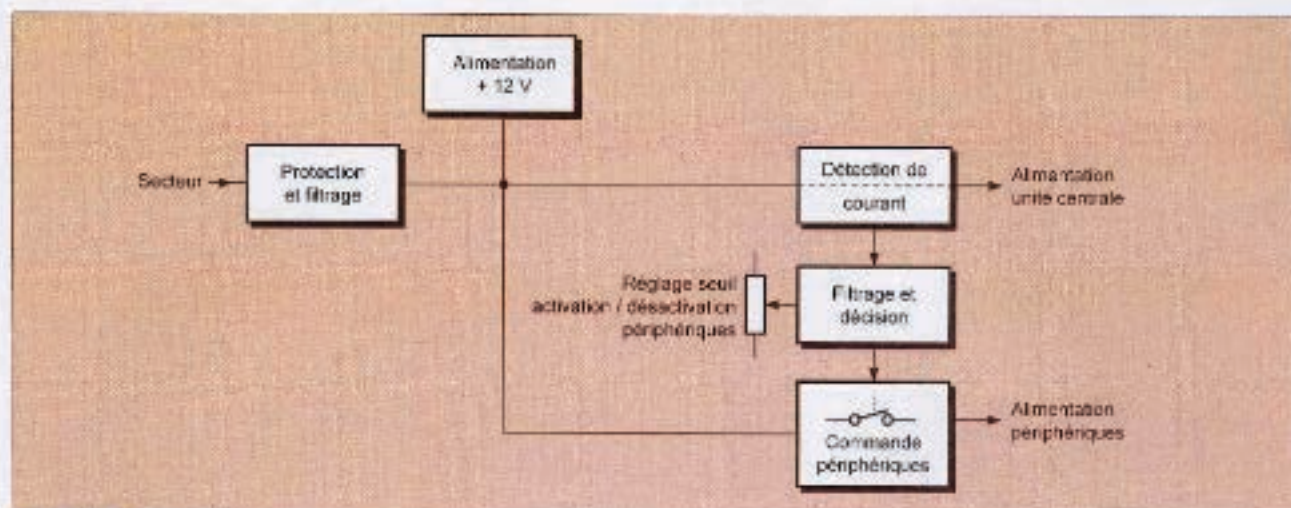 Alimentation
+ 12 V
Secteur
Protection
et filtrage
Détection de
courant
Alimentation
unité centrale
Réglage seuil
activation / désactivation
périphériques
Filtrage et
décision
Commande
périphériques
Alimentation
périphériques